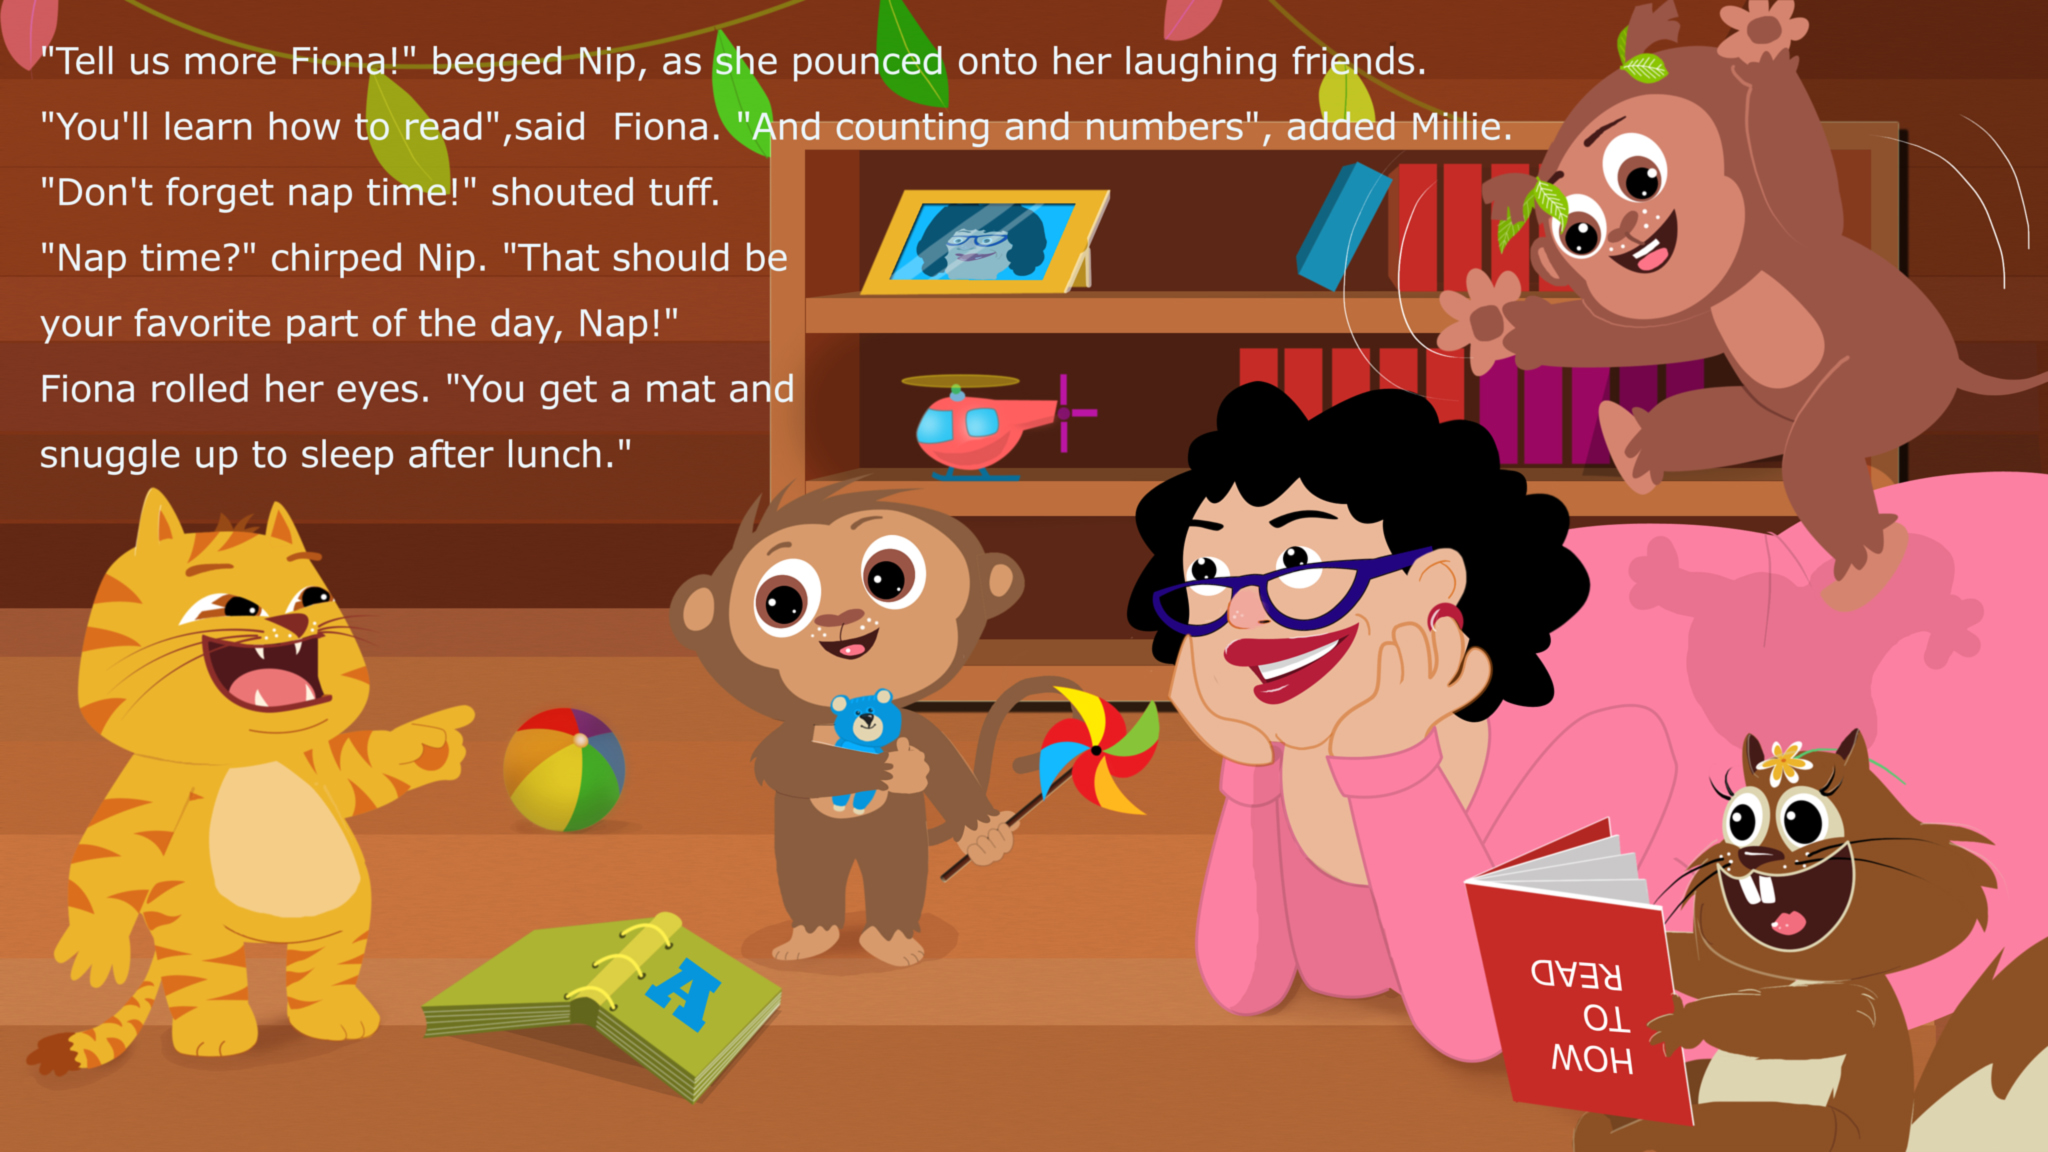 "Tell us more Fiona!" begged Nip, as she pounced onto her laughing friends.
"You'll learn how to read",said  Fiona. "And counting and numbers", added Millie.
"Don't forget nap time!" shouted tuff.
"Nap time?" chirped Nip. "That should be
your favorite part of the day, Nap!"
Fiona rolled her eyes. "You get a mat and
snuggle up to sleep after lunch."
A
HOW
TO
READ